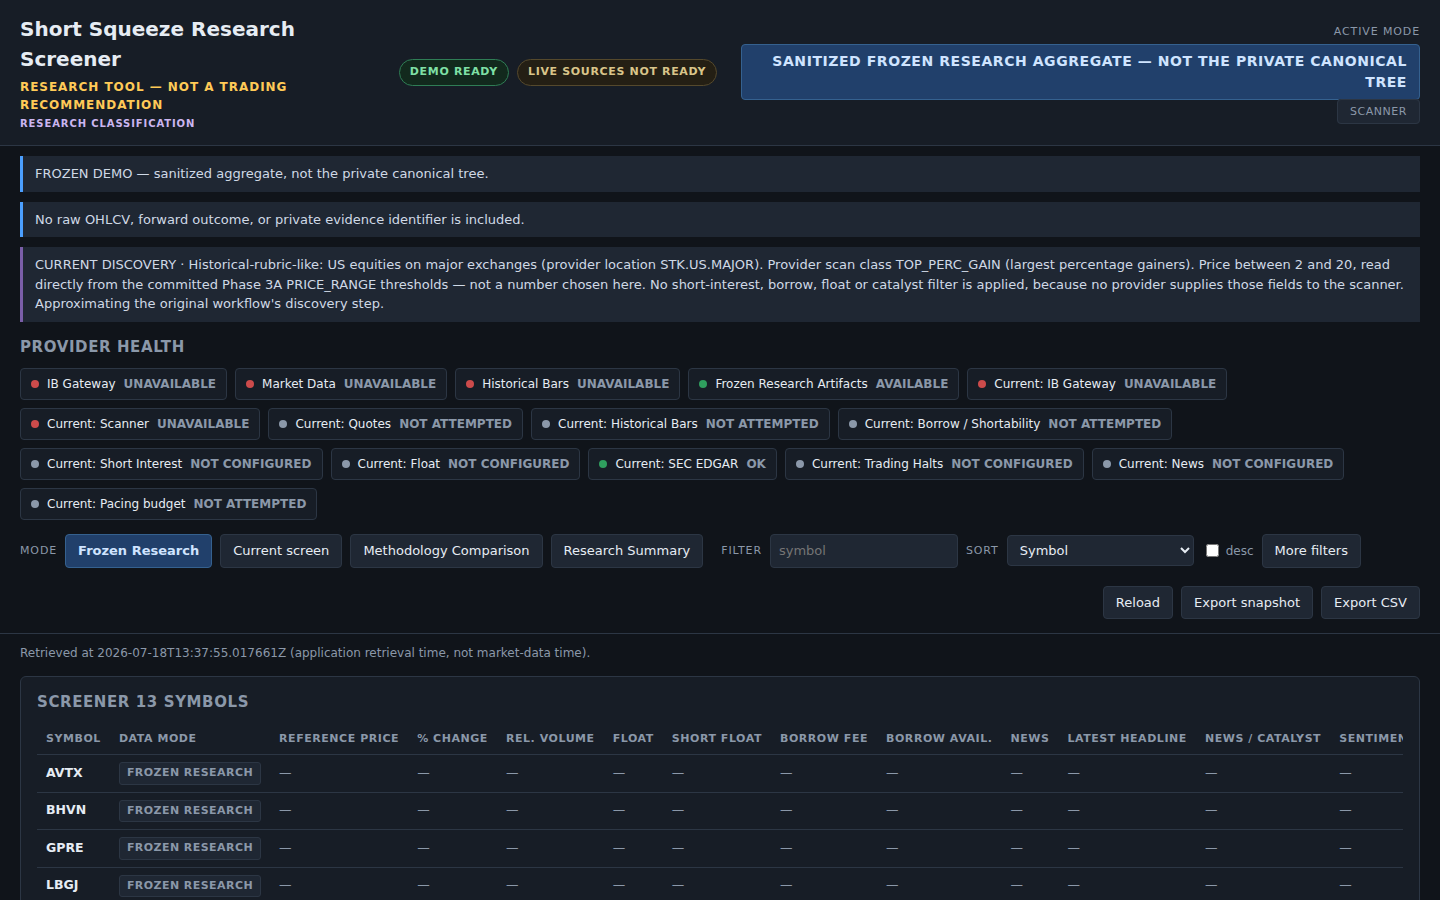 Short Squeeze Research
Screener
RESEARCH TOOL — NOT A TRADING
RECOMMENDATION
RESEARCH CLASSIFICATION
DEMO READY
LIVE SOURCES NOT READY
ACTIVE MODE
SANITIZED FROZEN RESEARCH AGGREGATE — NOT THE PRIVATE CANONICAL
TREE
SCANNER
FROZEN DEMO — sanitized aggregate, not the private canonical tree.
No raw OHLCV, forward outcome, or private evidence identifier is included.
CURRENT DISCOVERY · Historical-rubric-like: US equities on major exchanges (provider location STK.US.MAJOR). Provider scan class TOP_PERC_GAIN (largest percentage gainers). Price between 2 and 20, read
directly from the committed Phase 3A PRICE_RANGE thresholds — not a number chosen here. No short-interest, borrow, float or catalyst filter is applied, because no provider supplies those fields to the scanner.
Approximating the original workflow's discovery step.
PROVIDER HEALTH
IB Gateway UNAVAILABLE
Market Data UNAVAILABLE
Historical Bars UNAVAILABLE
Frozen Research Artifacts AVAILABLE
Current: IB Gateway UNAVAILABLE
Current: Scanner UNAVAILABLE
Current: Quotes NOT ATTEMPTED
Current: Historical Bars NOT ATTEMPTED
Current: Borrow / Shortability NOT ATTEMPTED
Current: Short Interest NOT CONFIGURED
Current: Float NOT CONFIGURED
Current: SEC EDGAR OK
Current: Trading Halts NOT CONFIGURED
Current: News NOT CONFIGURED
Current: Pacing budget NOT ATTEMPTED
MODE Frozen Research Current screen Methodology Comparison Research Summary FILTER symbol SORT Symbol desc More filters
Reload Export snapshot Export CSV
Retrieved at 2026-07-18T13:37:55.017661Z (application retrieval time, not market-data time).
SCREENER 13 SYMBOLS
SYMBOL DATA MODE REFERENCE PRICE % CHANGE REL. VOLUME FLOAT SHORT FLOAT BORROW FEE BORROW AVAIL. NEWS LATEST HEADLINE NEWS / CATALYST SENTIMEN
AVTX FROZEN RESEARCH — — — — — — — — — — —
BHVN FROZEN RESEARCH — — — — — — — — — — —
GPRE FROZEN RESEARCH — — — — — — — — — — —
LBGJ FROZEN RESEARCH — — — — — — — — — — —